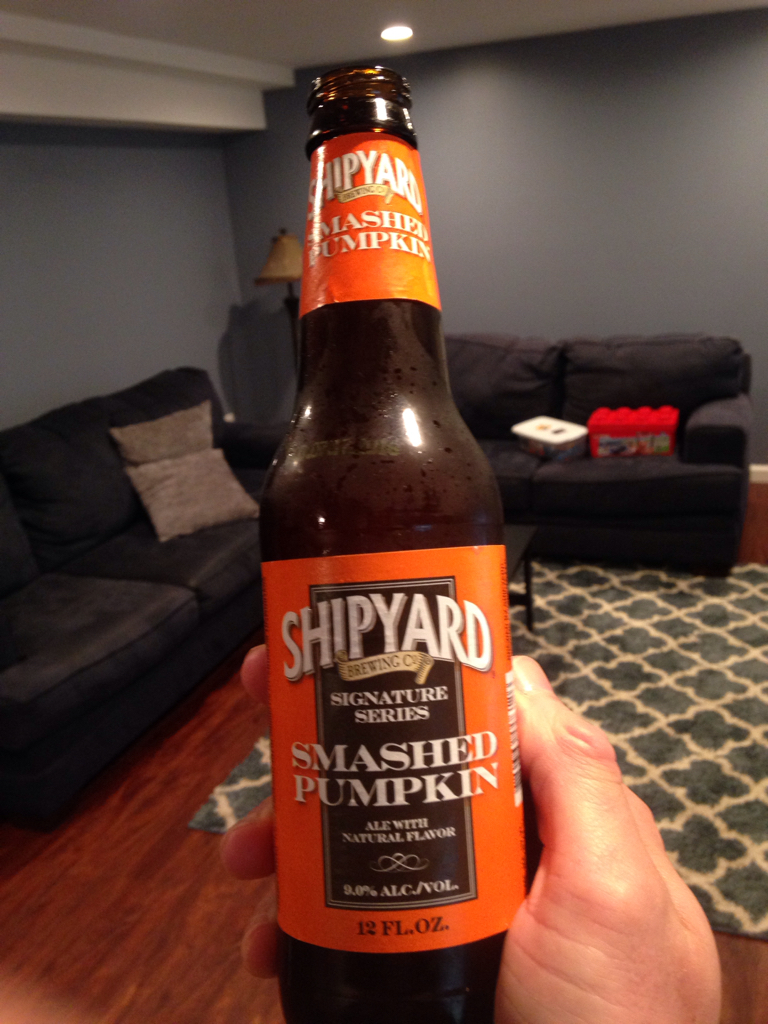 SHIPYARD
BREWING CO
SMASHED
PUMPKIN
SHIPYARD
BREWING CO
SIGNATURE
SERIES
SMASHED
PUMPKIN
ALE WITH
NATURAL FLAVOR
9.0% ALC./VOL.
12 FL.OZ.